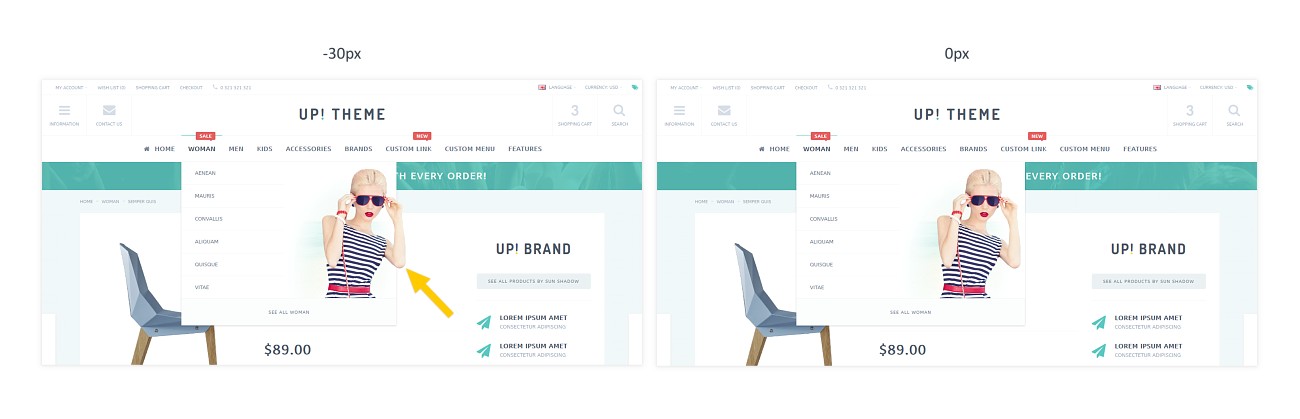 -30px
MY ACCOUNT
WISH LIST (0)
SHOPPING CART
CHECKOUT
0 321 321 321
LANGUAGE
CURRENCY: USD
INFORMATION
CONTACT US
UP! THEME
3
SHOPPING CART
SEARCH
SALE
NEW
HOME
WOMAN
MEN
KIDS
ACCESSORIES
BRANDS
CUSTOM LINK
CUSTOM MENU
FEATURES
H EVERY ORDER!
HOME
WOMAN
SEMPER QUIS
AENEAN
MAURIS
CONVALLIS
ALIQUAM
QUISQUE
VITAE
SEE ALL WOMAN
UP! BRAND
SEE ALL PRODUCTS BY SUN SHADOW
LOREM IPSUM AMET
CONSECTETUR ADIPISCING
LOREM IPSUM AMET
CONSECTETUR ADIPISCING
$89.00
0px
MY ACCOUNT
WISH LIST (0)
SHOPPING CART
CHECKOUT
0 321 321 321
LANGUAGE
CURRENCY: USD
INFORMATION
CONTACT US
UP! THEME
3
SHOPPING CART
SEARCH
SALE
NEW
HOME
WOMAN
MEN
KIDS
ACCESSORIES
BRANDS
CUSTOM LINK
CUSTOM MENU
FEATURES
EVERY ORDER!
HOME
WOMAN
SEMPER QUIS
AENEAN
MAURIS
CONVALLIS
ALIQUAM
QUISQUE
VITAE
SEE ALL WOMAN
UP! BRAND
SEE ALL PRODUCTS BY SUN SHADOW
LOREM IPSUM AMET
CONSECTETUR ADIPISCING
LOREM IPSUM AMET
CONSECTETUR ADIPISCING
$89.00